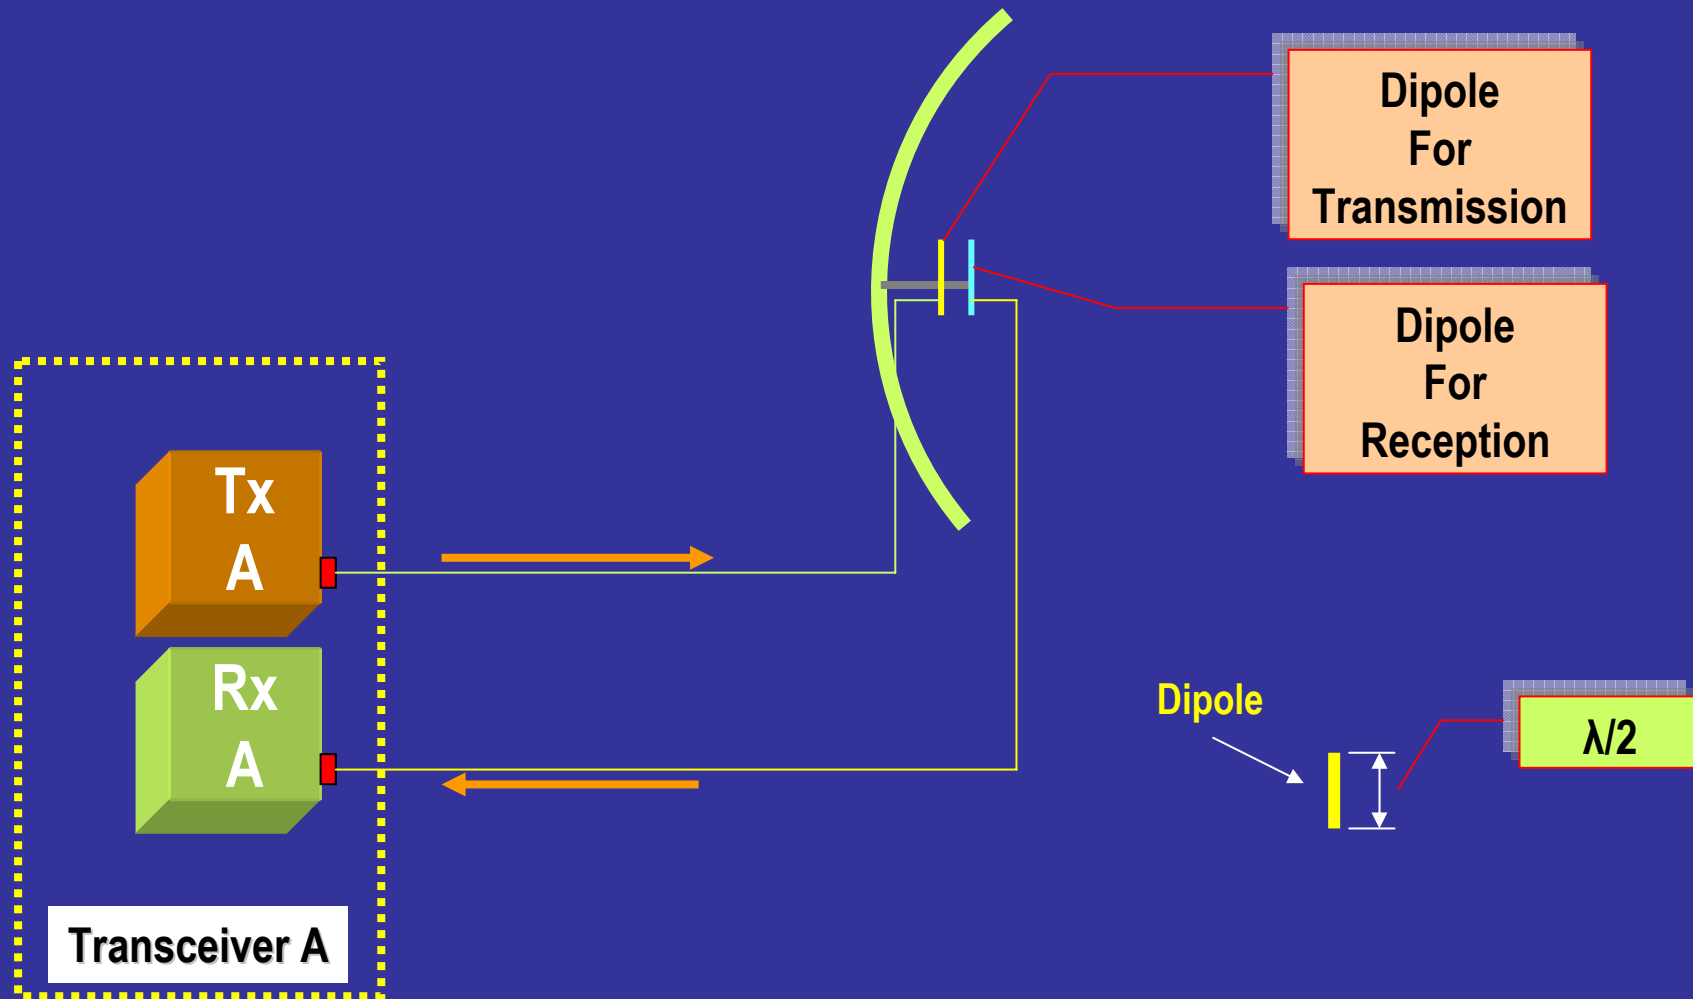 Dipole
For
Transmission
Dipole
For
Reception
Tx
A
Rx
A
Dipole
λ/2
Transceiver A